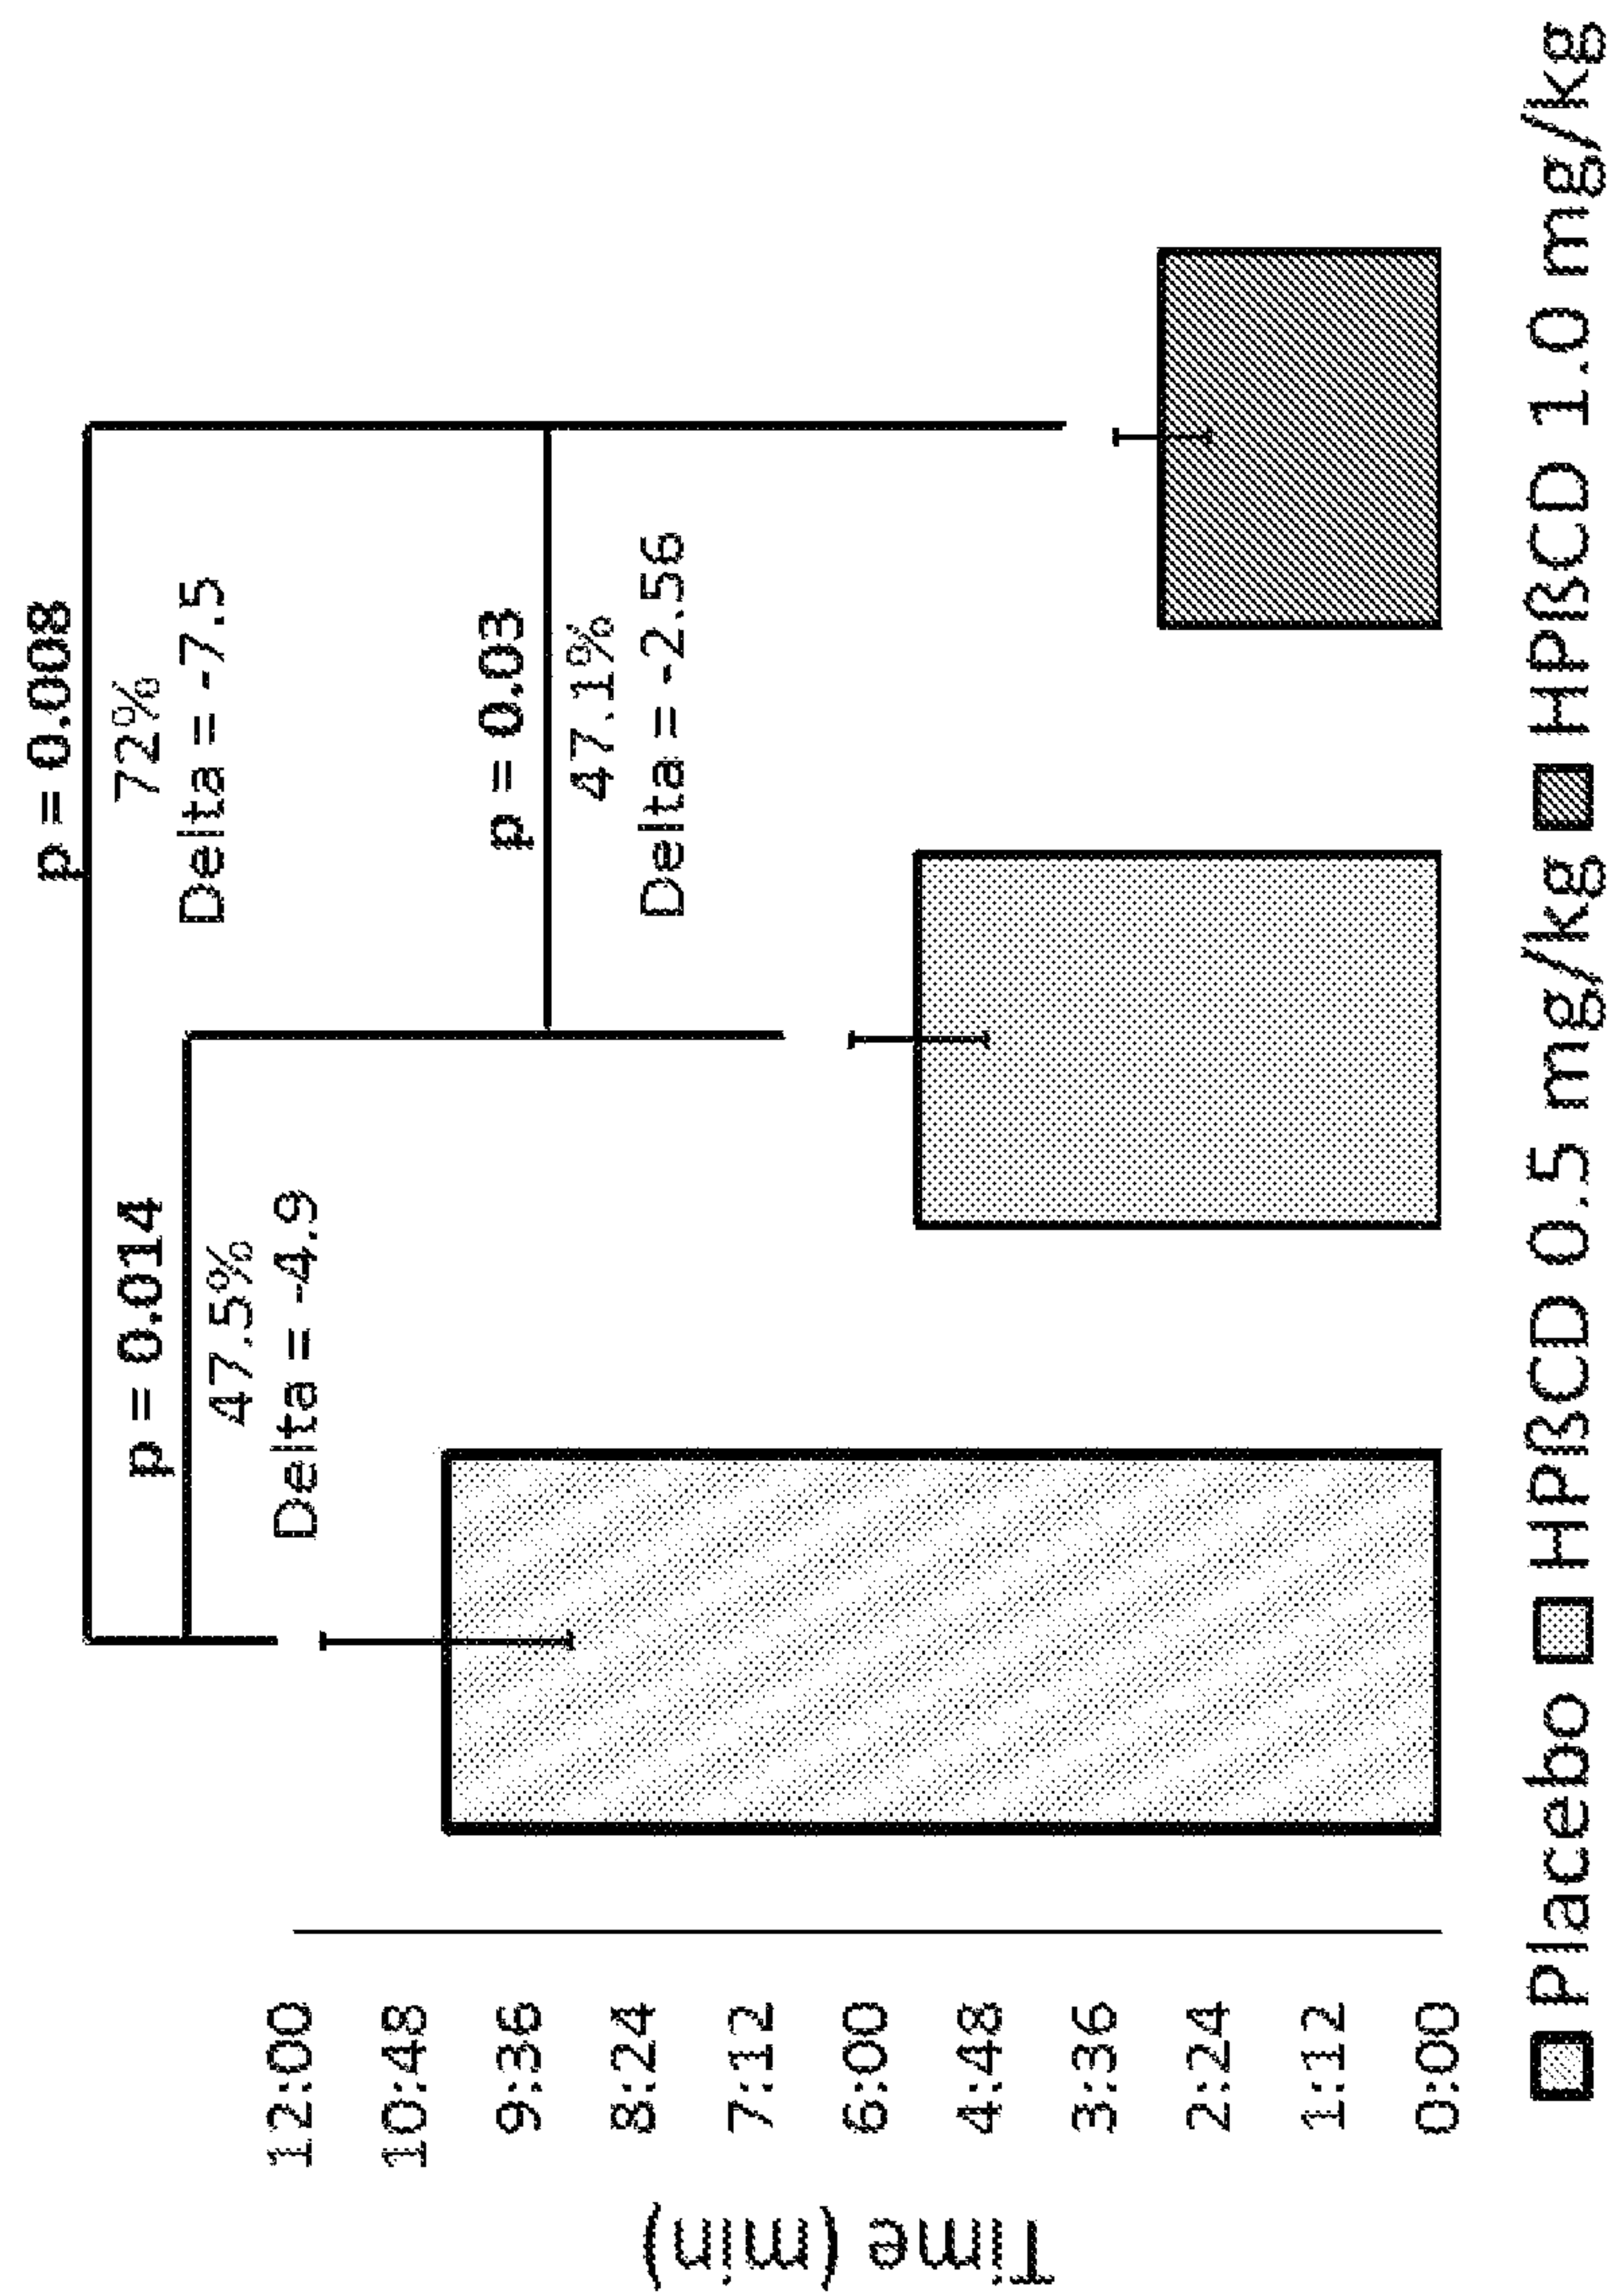 p = 0.008
72%
Delta = -7.5
p = 0.014
47.5%
Delta = -4.9
p = 0.03
47.1%
Delta = -2.56
Time (min)
12:00
10:48
9:36
8:24
7:12
6:00
4:48
3:36
2:24
1:12
0:00
Placebo HPßCD 0.5 mg/kg HPßCD 1.0 mg/kg